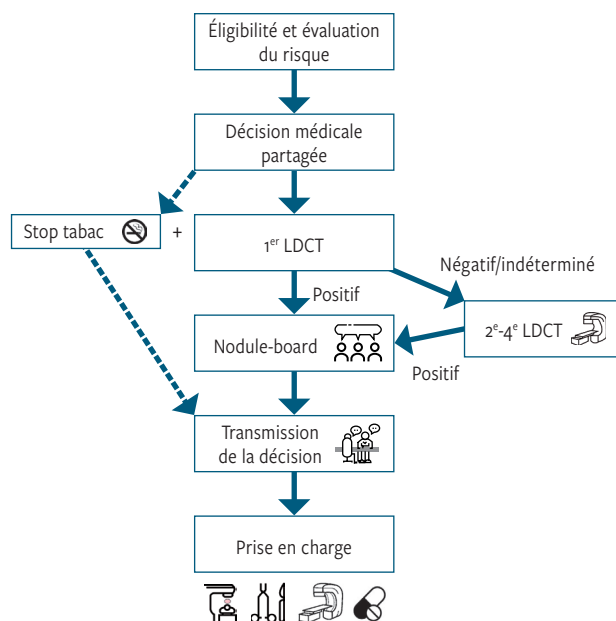 Éligibilité et évaluation
du risque
Décision médicale
partagée
Stop tabac
+
1er LDCT
Négatif/indéterminé
Positif
2e-4e LDCT
Nodule-board
Positif
Transmission
de la décision
Prise en charge